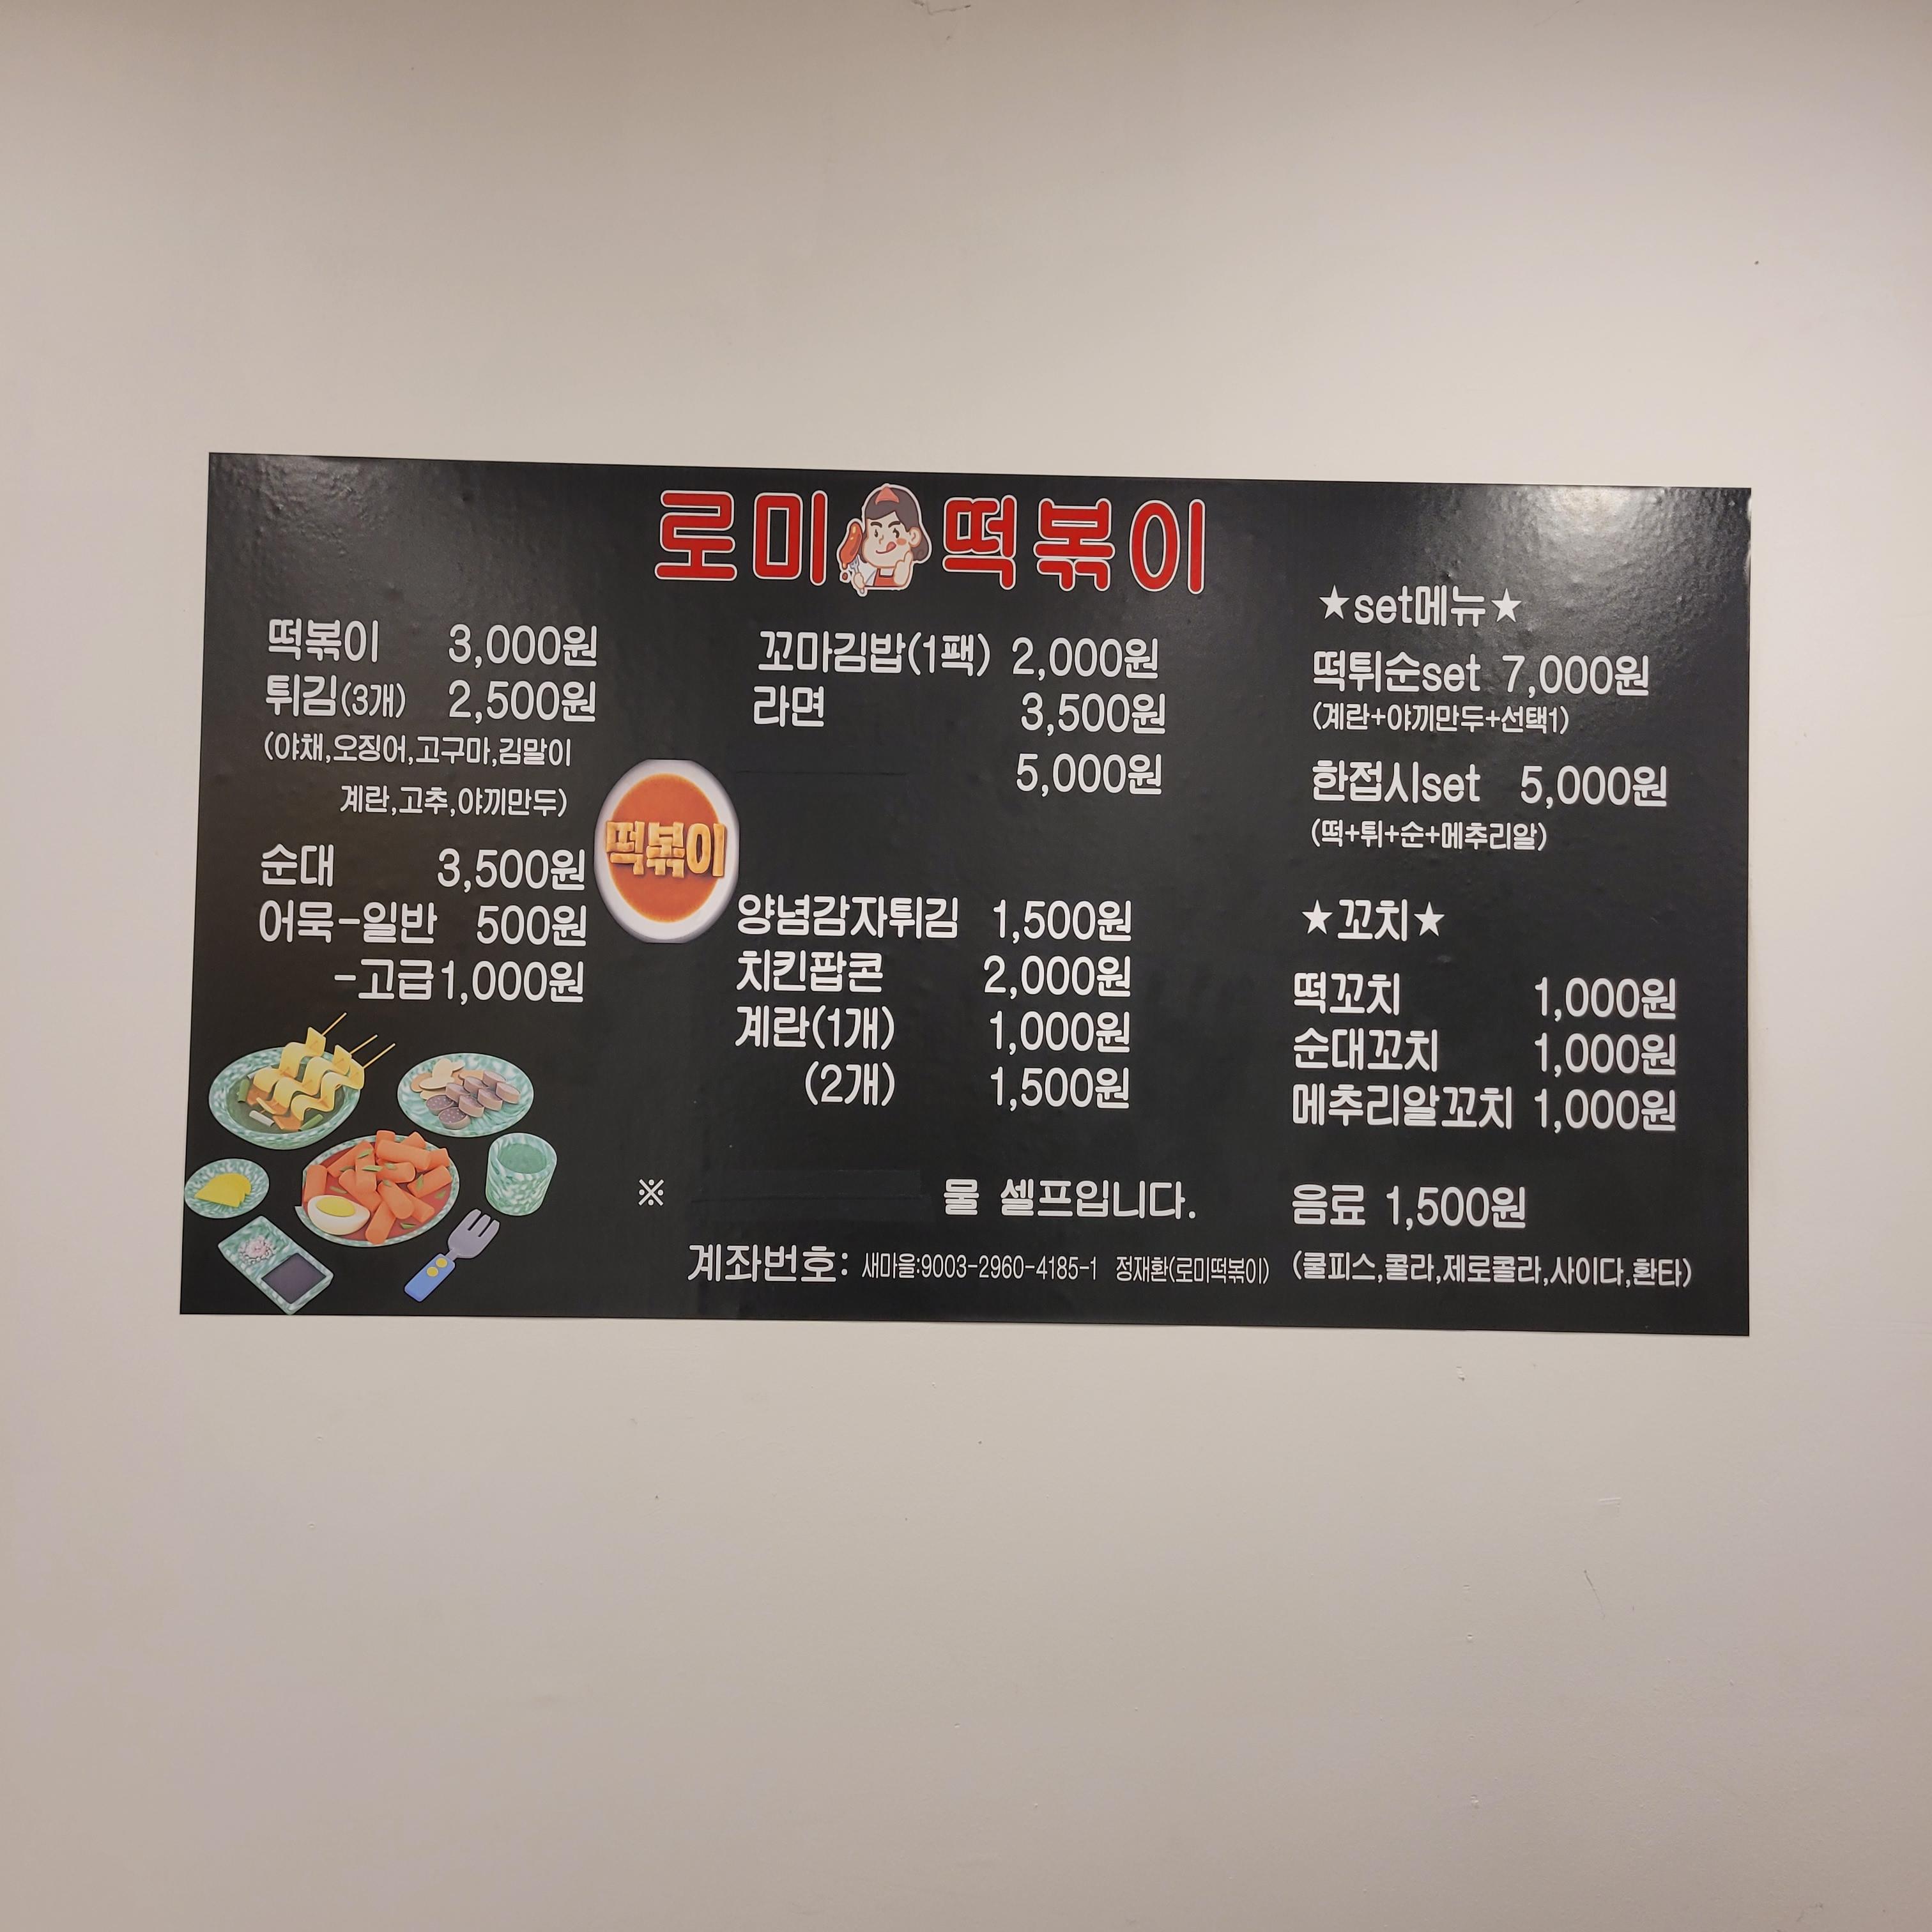 로미 떡볶이
떡볶이 3,000원
튀김(3개) 2,500원
(야채,오징어,고구마,김말이
계란,고추,야끼만두)
순대 3,500원
어묵-일반 500원
-고급 1,000원
떡볶이
꼬마김밥(1팩) 2,000원
라면 3,500원
5,000원
양념감자튀김 1,500원
치킨팝콘 2,000원
계란(1개) 1,000원
(2개) 1,500원
★set메뉴★
떡튀순set 7,000원
(계란+야끼만두+선택1)
한접시set 5,000원
(떡+튀+순+메추리알)
★꼬치★
떡꼬치 1,000원
순대꼬치 1,000원
메추리알꼬치 1,000원
음료 1,500원
(쿨피스,콜라,제로콜라,사이다,환타)
※ 물 셀프입니다.
계좌번호: 새마을:9003-2960-4185-1 정재환(로미떡볶이)